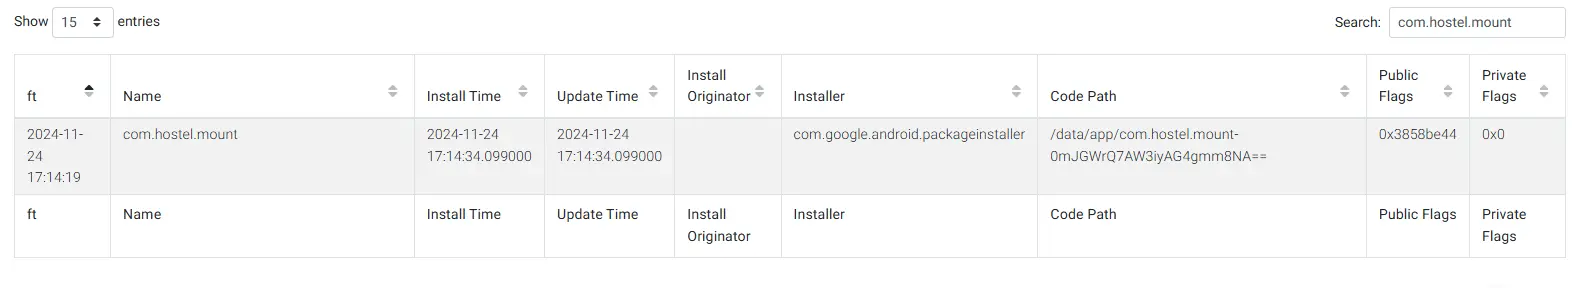 Show 15 entries
Search: com.hostel.mount
ft
Name
Install Time
Update Time
Install
Originator
Installer
Code Path
Public
Flags
Private
Flags
2024-11-
24
17:14:19
com.hostel.mount
2024-11-24
17:14:34.099000
2024-11-24
17:14:34.099000
com.google.android.packageinstaller
/data/app/com.hostel.mount-
0mJGWrQ7AW3iyAG4gmm8NA==
0x3858be44
0x0
ft
Name
Install Time
Update Time
Install
Originator
Installer
Code Path
Public Flags
Private
Flags